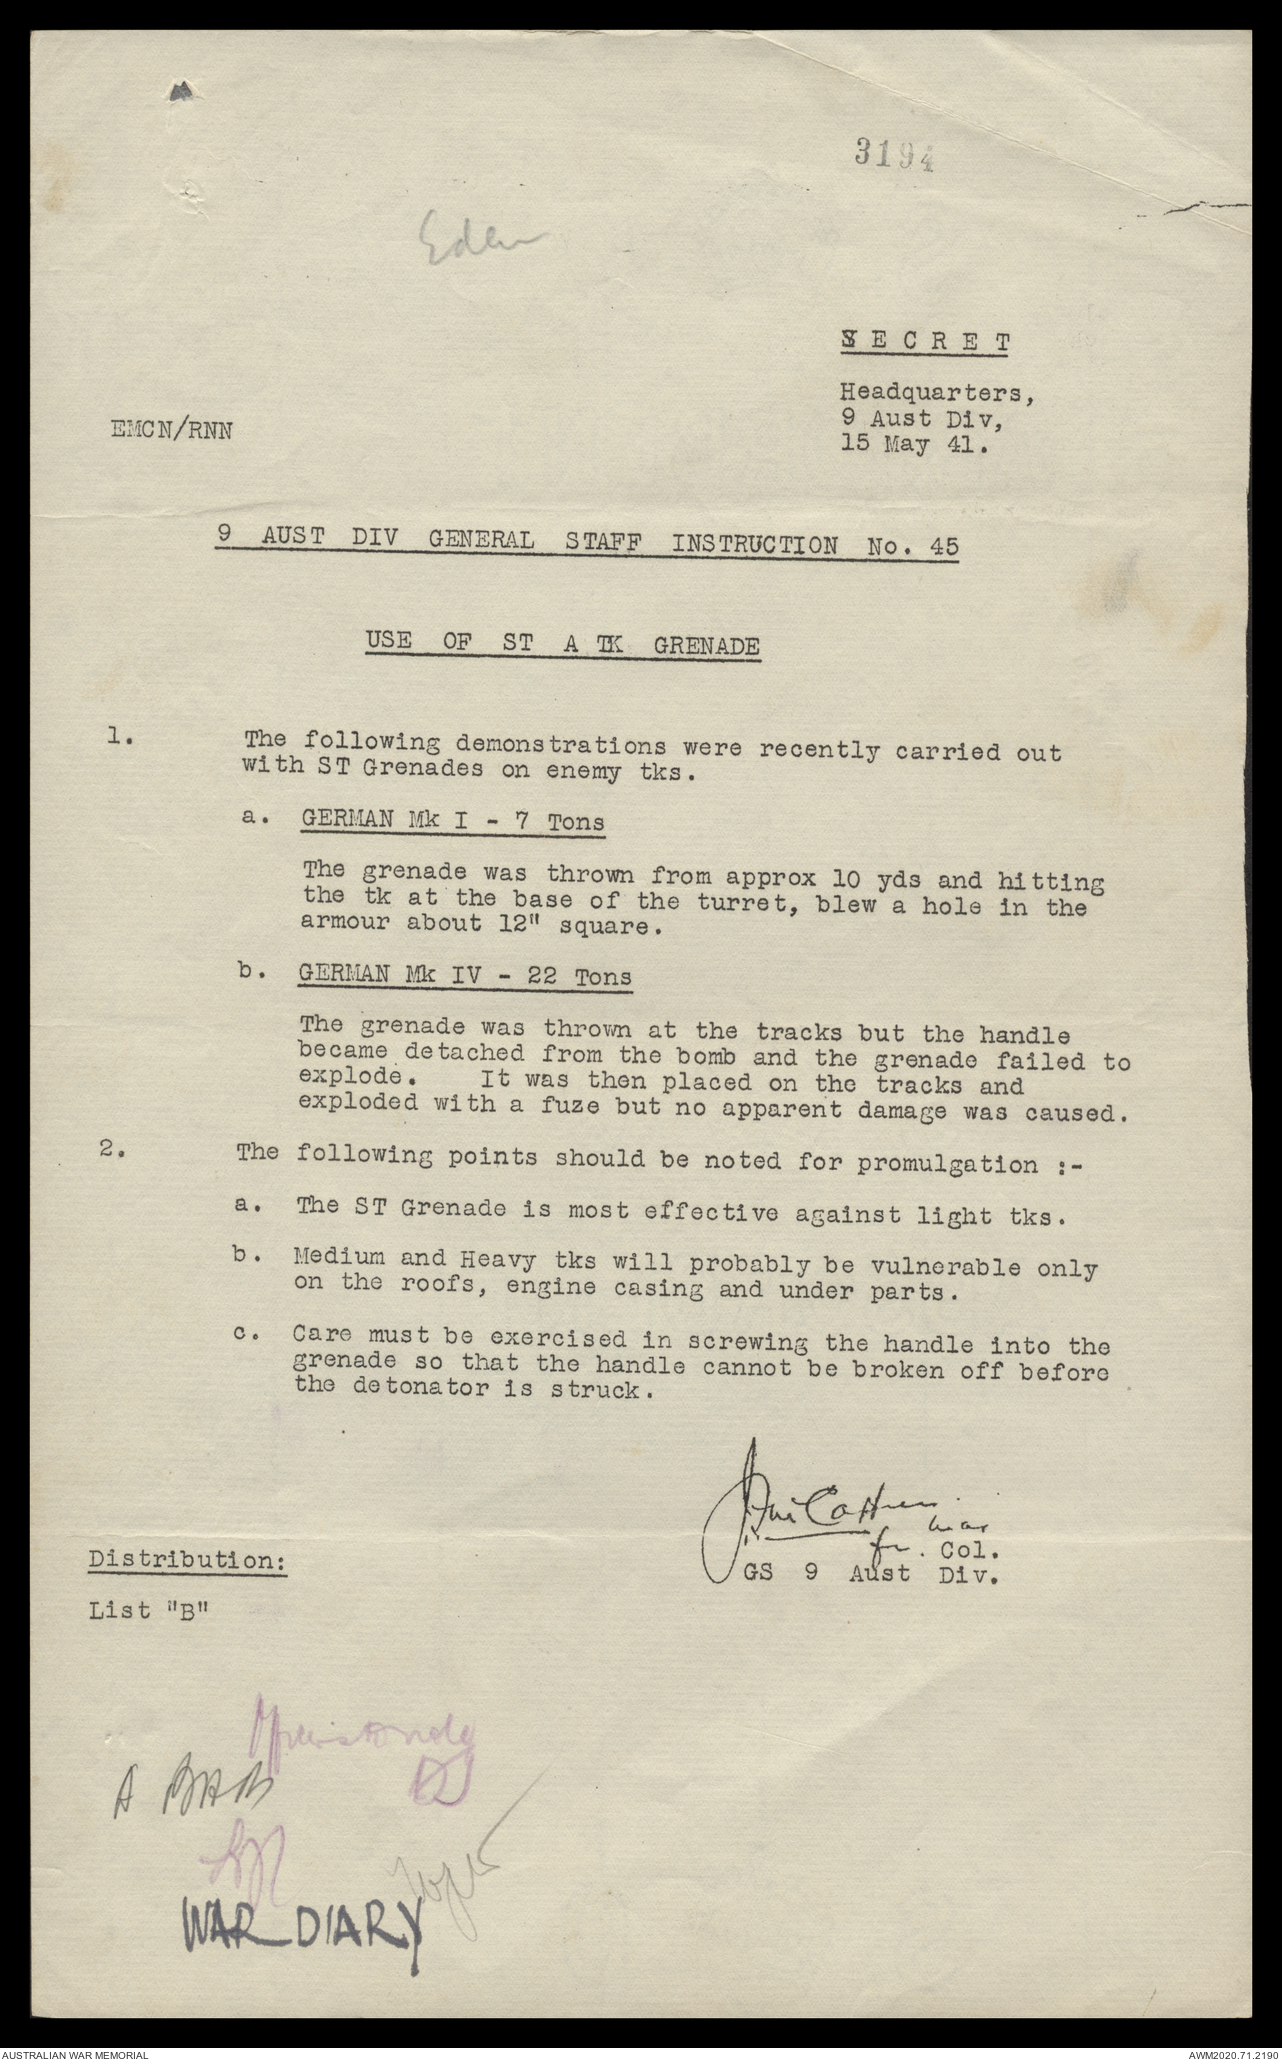 3194
Eden
S E C R E T
Headquarters,
9 Aust Div,
15 May 41.
EMCN/RNN
9 AUST DIV GENERAL STAFF INSTRUCTION No. 45
USE OF ST A TK GRENADE
1. The following demonstrations were recently carried out
with ST Grenades on enemy tks.
a. GERMAN Mk I - 7 Tons
The grenade was thrown from approx 10 yds and hitting
the tk at the base of the turret, blew a hole in the
armour about 12" square.
b. GERMAN Mk IV - 22 Tons
The grenade was thrown at the tracks but the handle
became detached from the bomb and the grenade failed to
explode. It was then placed on the tracks and
exploded with a fuze but no apparent damage was caused.
2. The following points should be noted for promulgation :-
a. The ST Grenade is most effective against light tks.
b. Medium and Heavy tks will probably be vulnerable only
on the roofs, engine casing and under parts.
c. Care must be exercised in screwing the handle into the
grenade so that the handle cannot be broken off before
the detonator is struck.
Col.
GS 9 Aust Div.
Distribution:
List "B"
WAR DIARY
AUSTRALIAN WAR MEMORIAL
AWM2020.71.2190